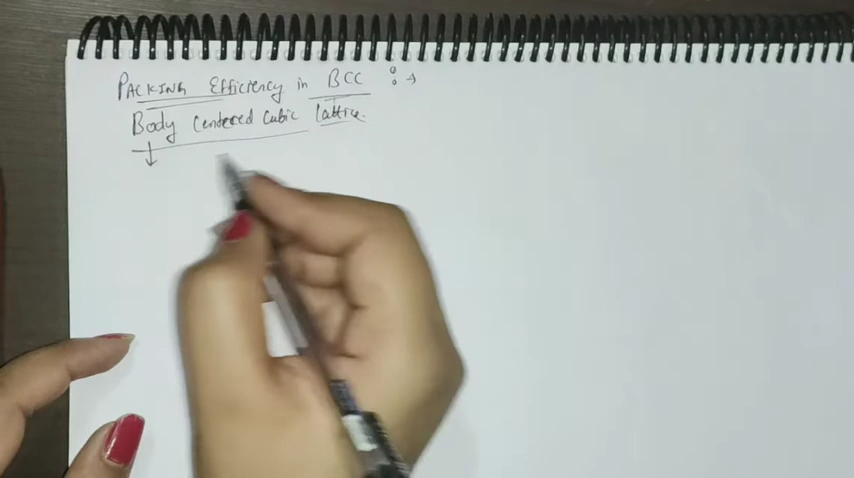 PACKING Efficiency in BCC :→
Body centered cubic lattice.